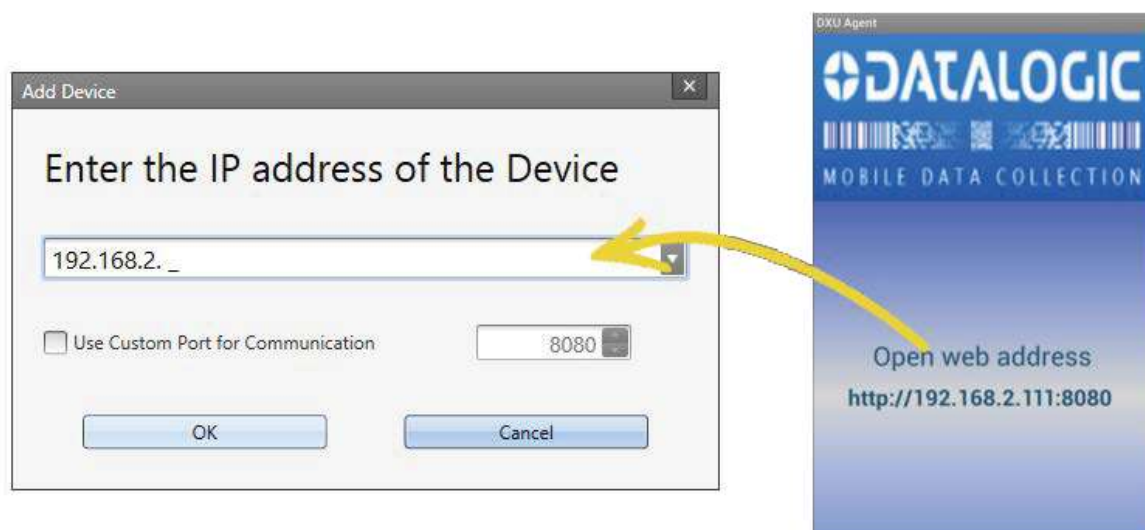 Add Device
Enter the IP address of the Device
192.168.2. _
Use Custom Port for Communication
8080
OK
Cancel
DXU Agent
DATALOGIC
MOBILE DATA COLLECTION
Open web address
http://192.168.2.111:8080